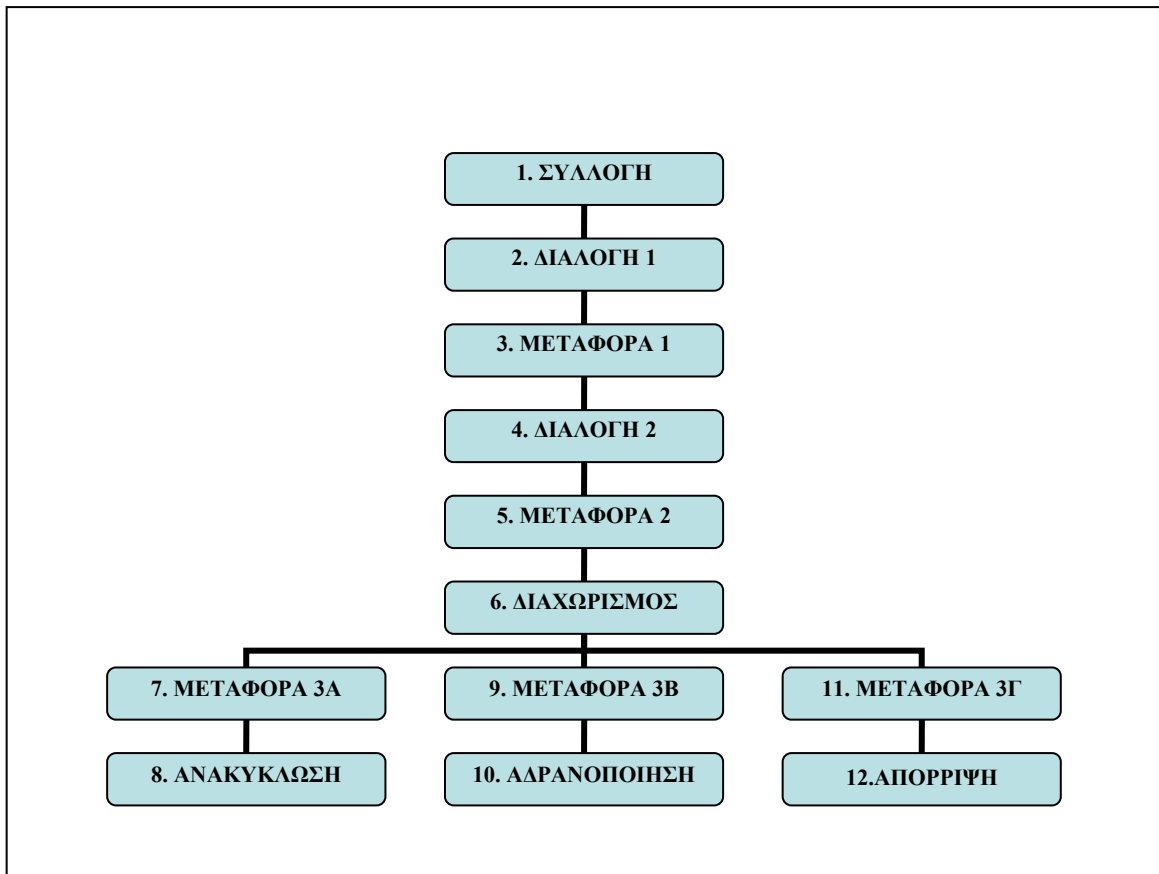 1. ΣΥΛΛΟΓΗ
2. ΔΙΑΛΟΓΗ 1
3. ΜΕΤΑΦΟΡΑ 1
4. ΔΙΑΛΟΓΗ 2
5. ΜΕΤΑΦΟΡΑ 2
6. ΔΙΑΧΩΡΙΣΜΟΣ
7. ΜΕΤΑΦΟΡΑ 3Α
9. ΜΕΤΑΦΟΡΑ 3Β
11. ΜΕΤΑΦΟΡΑ 3Γ
8. ΑΝΑΚΥΚΛΩΣΗ
10. ΑΔΡΑΝΟΠΟΙΗΣΗ
12.ΑΠΟΡΡΙΨΗ